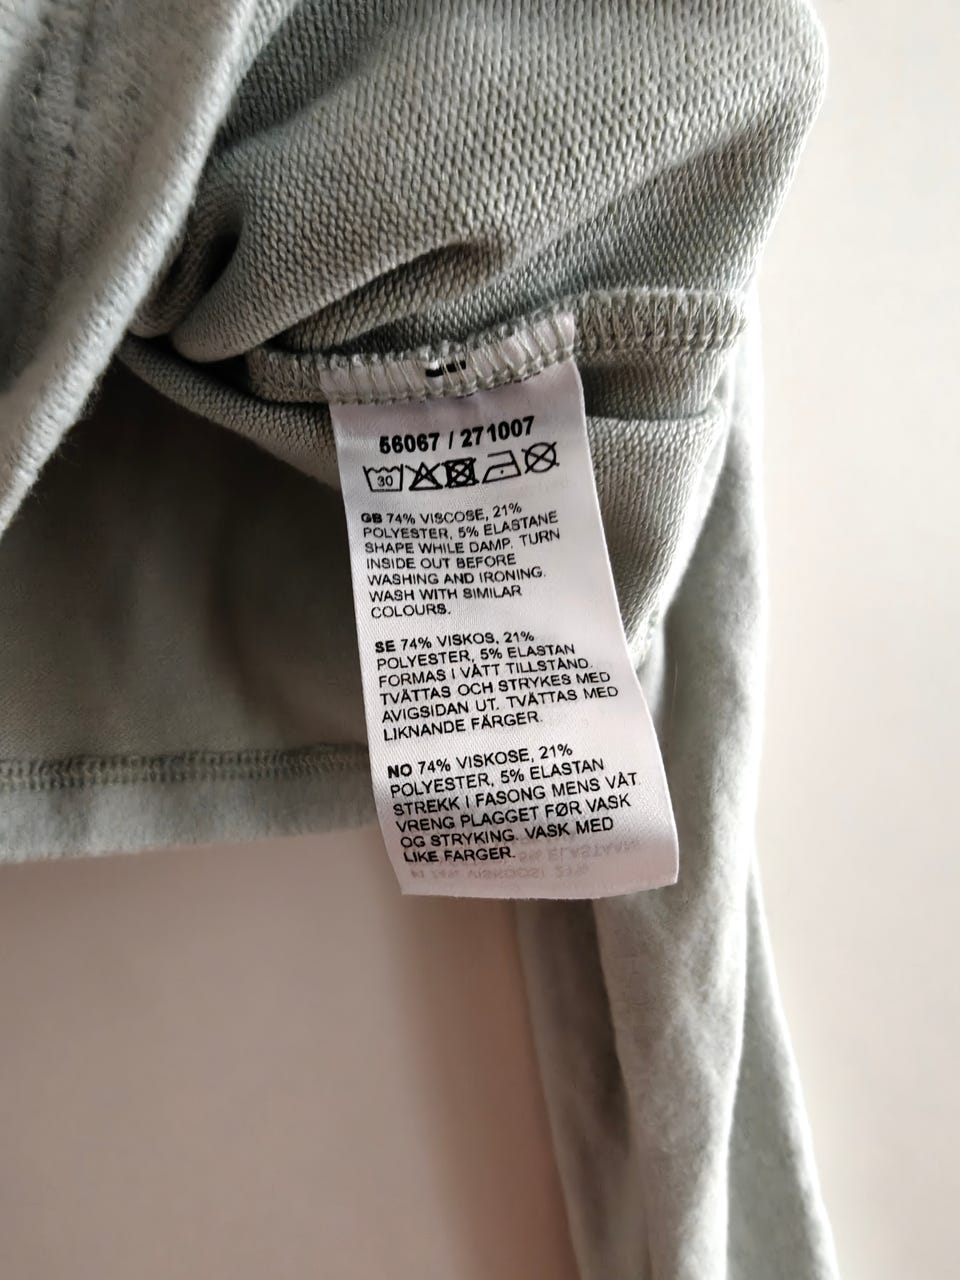 56067 / 271007
30
GB 74% VISCOSE, 21%
POLYESTER, 5% ELASTANE
SHAPE WHILE DAMP. TURN
INSIDE OUT BEFORE
WASHING AND IRONING.
WASH WITH SIMILAR
COLOURS.
SE 74% VISKOS, 21%
POLYESTER, 5% ELASTAN
FORMAS I VÅTT TILLSTÅND.
TVÄTTAS OCH STRYKES MED
AVIGSIDAN UT. TVÄTTAS MED
LIKNANDE FÄRGER.
NO 74% VISKOSE, 21%
POLYESTER, 5% ELASTAN
STREKK I FASONG MENS VÅT.
VRENG PLAGGET FØR VASK
OG STRYKING. VASK MED
LIKE FARGER.